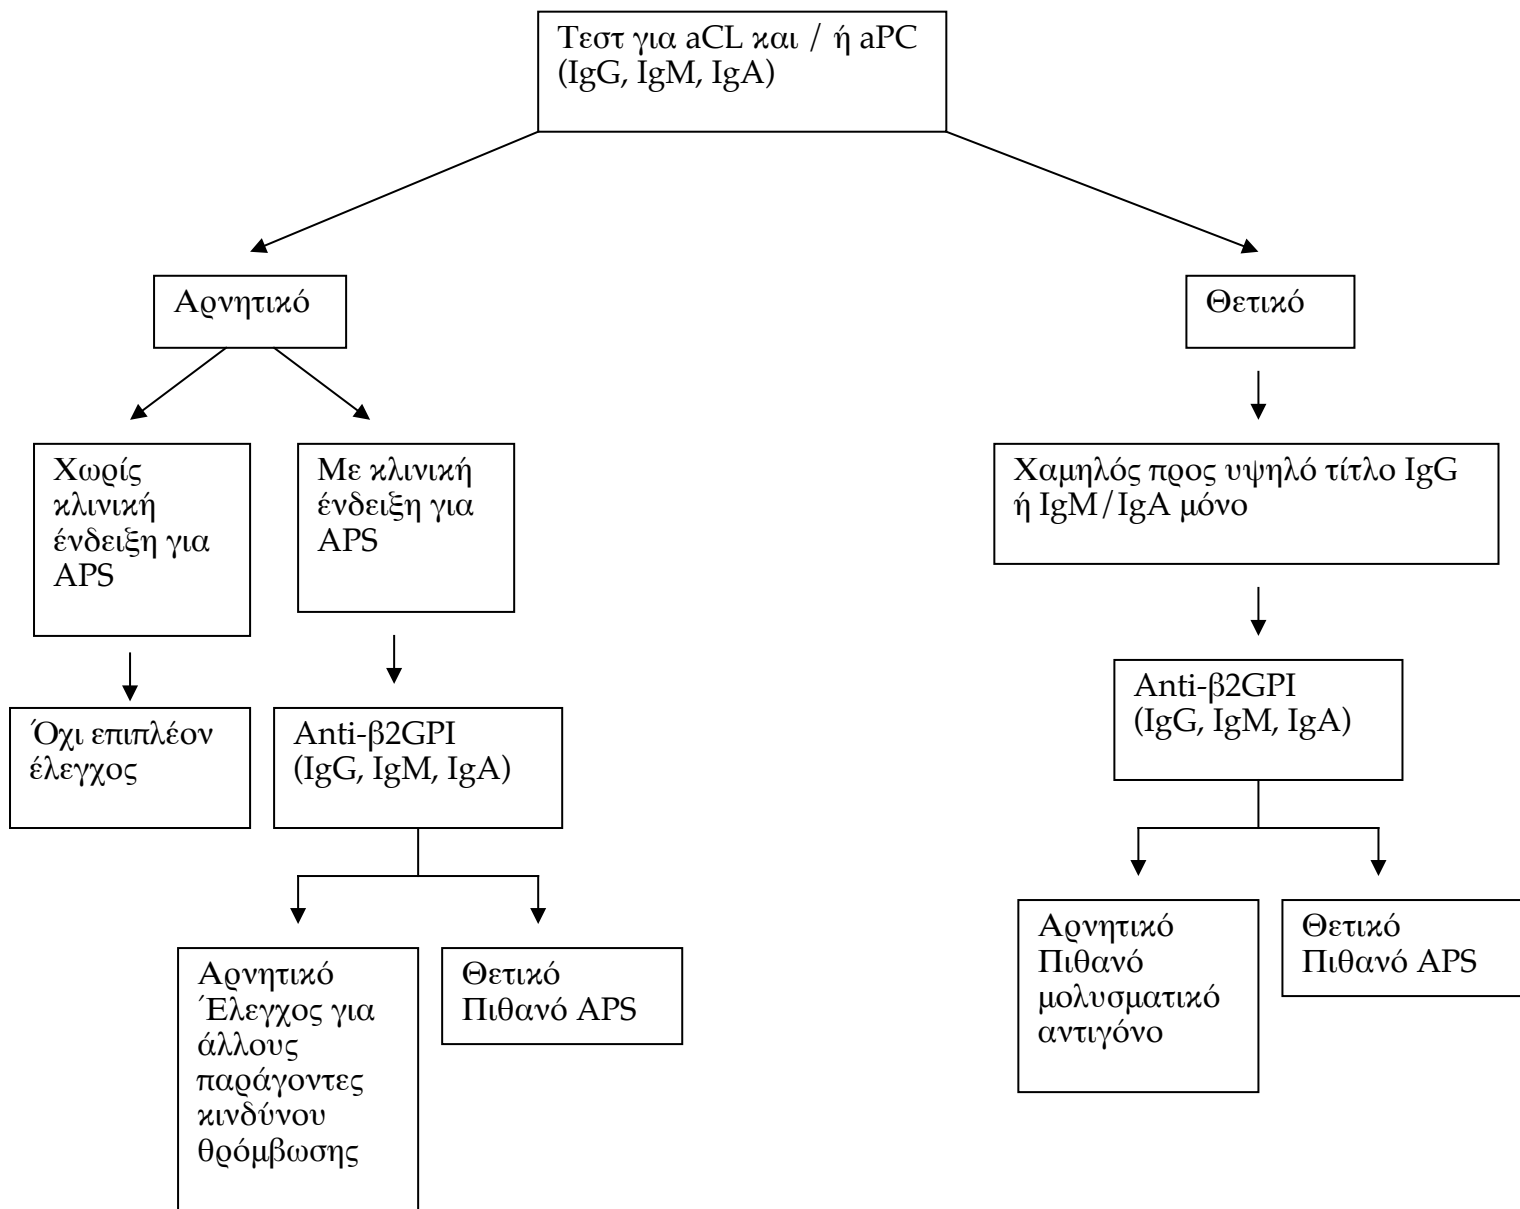 Τεστ για aCL και / ή aPC
(IgG, IgM, IgA)
Αρνητικό
Θετικό
Χωρίς
κλινική
ένδειξη για
APS
Με κλινική
ένδειξη για
APS
Χαμηλός προς υψηλό τίτλο IgG
ή IgM/IgA μόνο
Όχι επιπλέον
έλεγχος
Anti-β2GPI
(IgG, IgM, IgA)
Anti-β2GPI
(IgG, IgM, IgA)
Αρνητικό
Έλεγχος για
άλλους
παράγοντες
κινδύνου
θρόμβωσης
Θετικό
Πιθανό APS
Αρνητικό
Πιθανό
μολυσματικό
αντιγόνο
Θετικό
Πιθανό APS